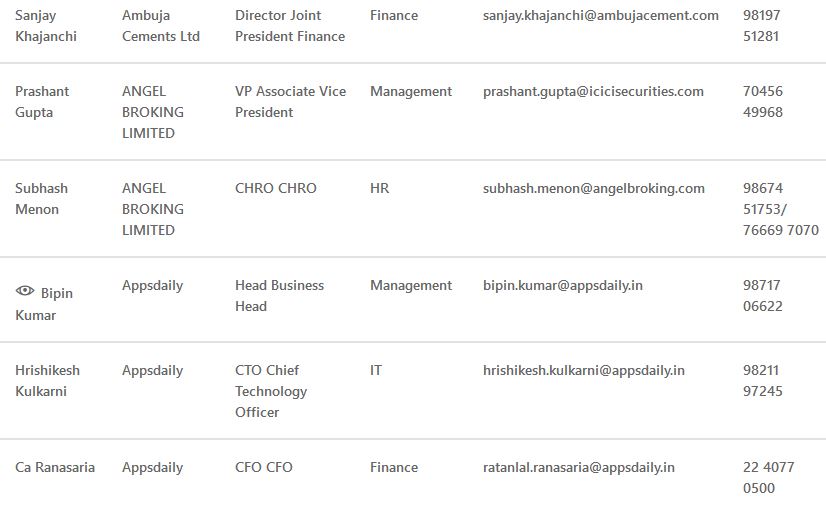 Sanjay Khajanchi Ambuja Cements Ltd Director Joint President Finance Finance sanjay.khajanchi@ambujacement.com 98197 51281
Prashant Gupta ANGEL BROKING LIMITED VP Associate Vice President Management prashant.gupta@icicisecurities.com 70456 49968
Subhash Menon ANGEL BROKING LIMITED CHRO CHRO HR subhash.menon@angelbroking.com 98674 51753/ 76669 7070
Bipin Kumar Appsdaily Head Business Head Management bipin.kumar@appsdaily.in 98717 06622
Hrishikesh Kulkarni Appsdaily CTO Chief Technology Officer IT hrishikesh.kulkarni@appsdaily.in 98211 97245
Ca Ranasaria Appsdaily CFO CFO Finance ratanlal.ranasaria@appsdaily.in 22 4077 0500